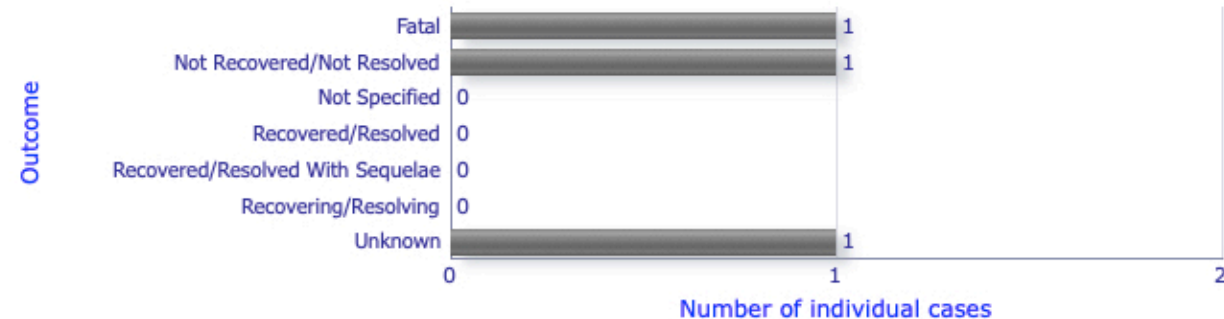 Outcome
Fatal 1
Not Recovered/Not Resolved 1
Not Specified 0
Recovered/Resolved 0
Recovered/Resolved With Sequelae 0
Recovering/Resolving 0
Unknown 1
0 1 2
Number of individual cases